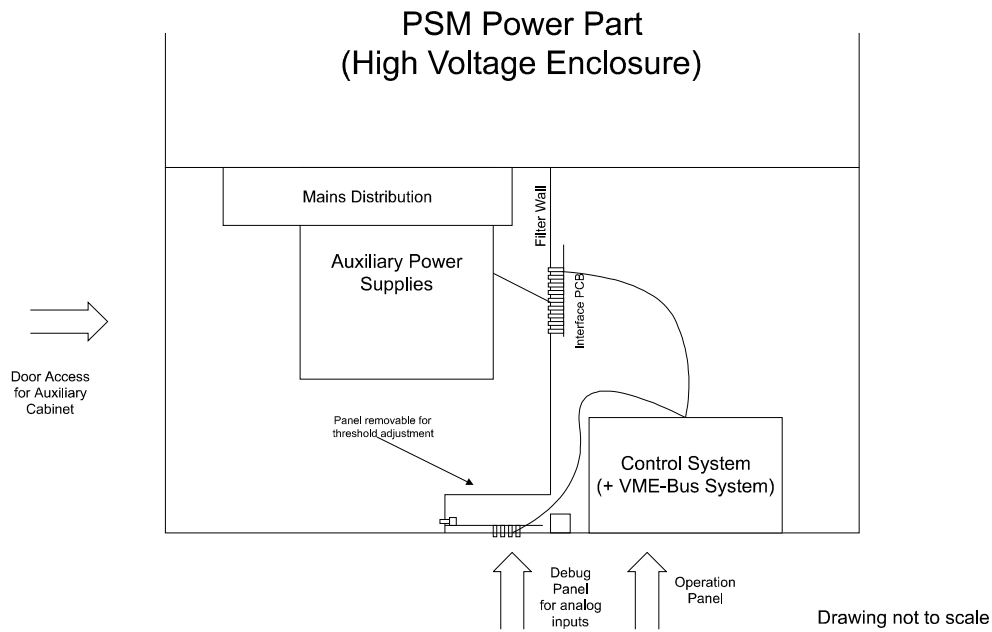 PSM Power Part
(High Voltage Enclosure)
Mains Distribution
Filter Wall
Auxiliary Power
Supplies
Interface PCB
Door Access
for Auxiliary
Cabinet
Panel removable for
threshold adjustment
Control System
(+ VME-Bus System)
Debug
Panel
for analog
inputs
Operation
Panel
Drawing not to scale